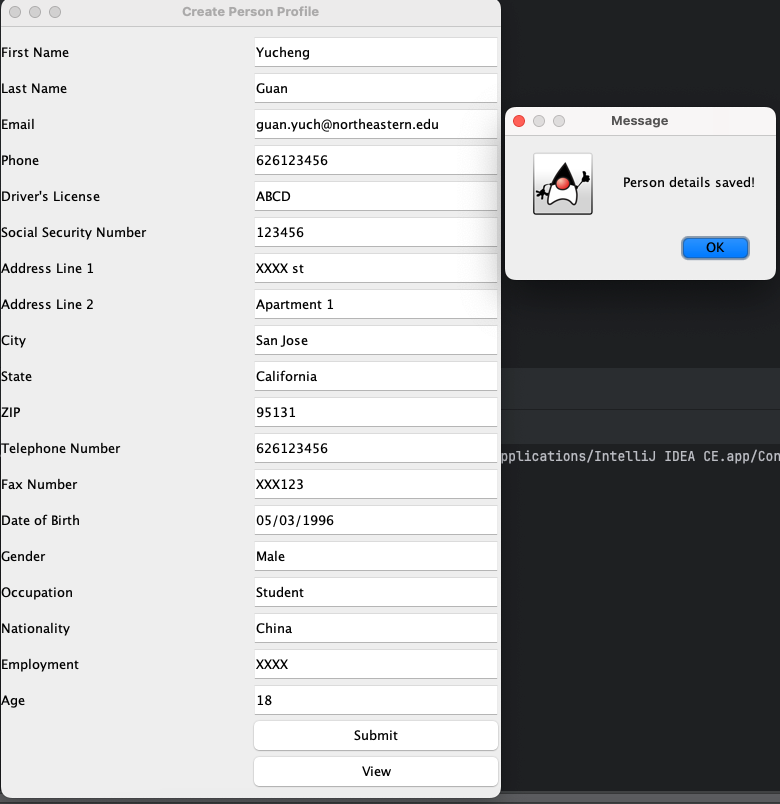 Create Person Profile
First Name Yucheng
Last Name Guan
Email guan.yuch@northeastern.edu
Phone 626123456
Driver's License ABCD
Social Security Number 123456
Address Line 1 XXXX st
Address Line 2 Apartment 1
City San Jose
State California
ZIP 95131
Telephone Number 626123456
Fax Number XXX123
Date of Birth 05/03/1996
Gender Male
Occupation Student
Nationality China
Employment XXXX
Age 18
Submit
View
Message
Person details saved!
OK
pplications/IntelliJ IDEA CE.app/Con